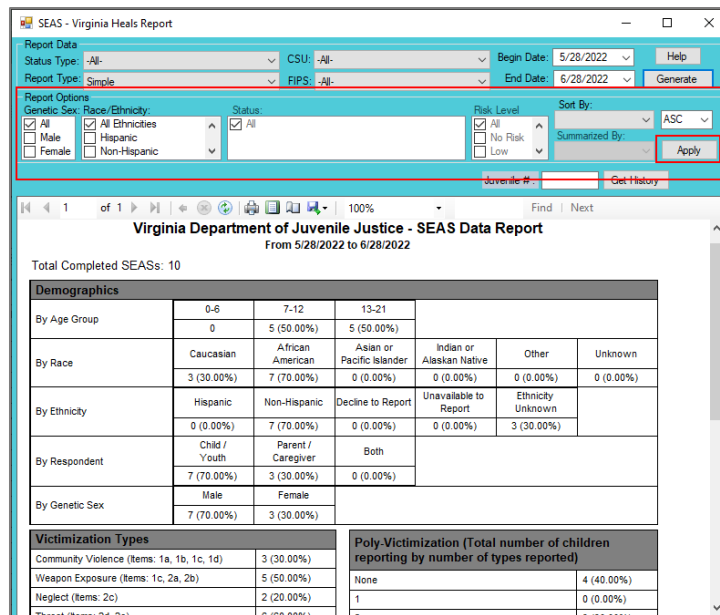 SEAS - Virginia Heals Report
Report Data
Status Type: -All- CSU: -All- Begin Date: 5/28/2022 Help
Report Type: Simple FIPS: -All- End Date: 6/28/2022 Generate
Report Options
Genetic Sex: Race/Ethnicity: Status: Risk Level Sort By:
All All Ethnicities All All ASC
Male Hispanic No Risk Summarized By:
Female Non-Hispanic Low Apply
Juvenile #: Get History
1 of 1 100% Find | Next
Virginia Department of Juvenile Justice - SEAS Data Report
From 5/28/2022 to 6/28/2022
Total Completed SEASs: 10
Demographics
By Age Group 0-6 7-12 13-21
0 5 (50.00%) 5 (50.00%)
By Race Caucasian African American Asian or Pacific Islander Indian or Alaskan Native Other Unknown
3 (30.00%) 7 (70.00%) 0 (0.00%) 0 (0.00%) 0 (0.00%) 0 (0.00%)
By Ethnicity Hispanic Non-Hispanic Decline to Report Unavailable to Report Ethnicity Unknown
0 (0.00%) 7 (70.00%) 0 (0.00%) 0 (0.00%) 3 (30.00%)
By Respondent Child / Youth Parent / Caregiver Both
7 (70.00%) 3 (30.00%) 0 (0.00%)
By Genetic Sex Male Female
7 (70.00%) 3 (30.00%)
Victimization Types
Community Violence (Items: 1a, 1b, 1c, 1d) 3 (30.00%)
Weapon Exposure (Items: 1c, 2a, 2b) 5 (50.00%)
Neglect (Items: 2c) 2 (20.00%)
Poly-Victimization (Total number of children
reporting by number of types reported)
None 4 (40.00%)
1 0 (0.00%)